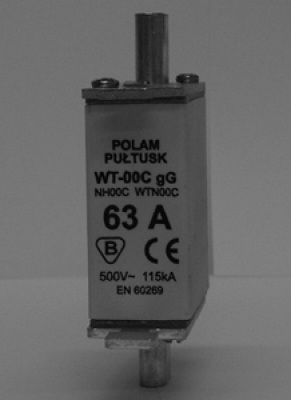 POLAM
PUŁTUSK
WT-00C gG
NH00C WTN00C
63 A
B CE
500V~ 115kA
EN 60269